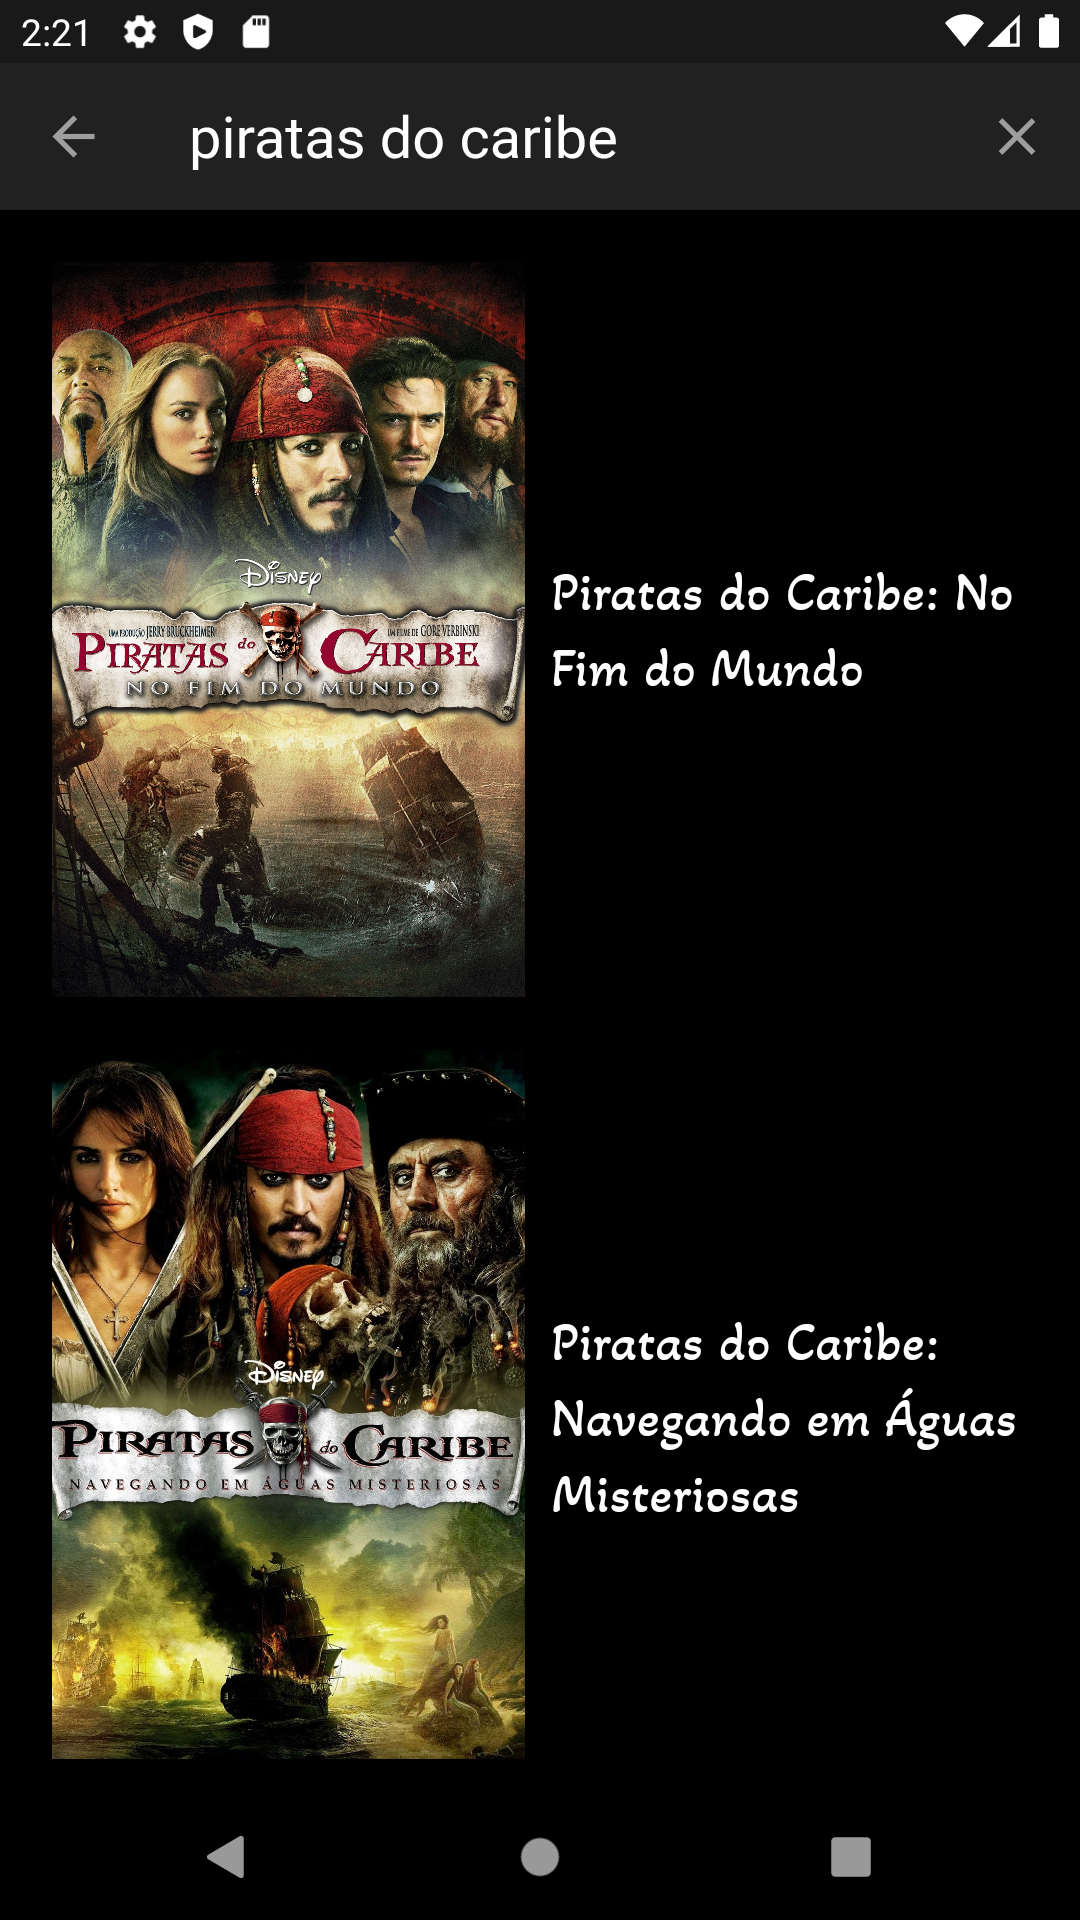 2:21
piratas do caribe
Disney
UMA PRODUÇÃO JERRY BRUCKHEIMER UM FILME DE GORE VERBINSKI
PIRATAS do CARIBE
NO FIM DO MUNDO
Piratas do Caribe: No
Fim do Mundo
Disney
PIRATAS do CARIBE
NAVEGANDO EM ÁGUAS MISTERIOSAS
Piratas do Caribe:
Navegando em Águas
Misteriosas